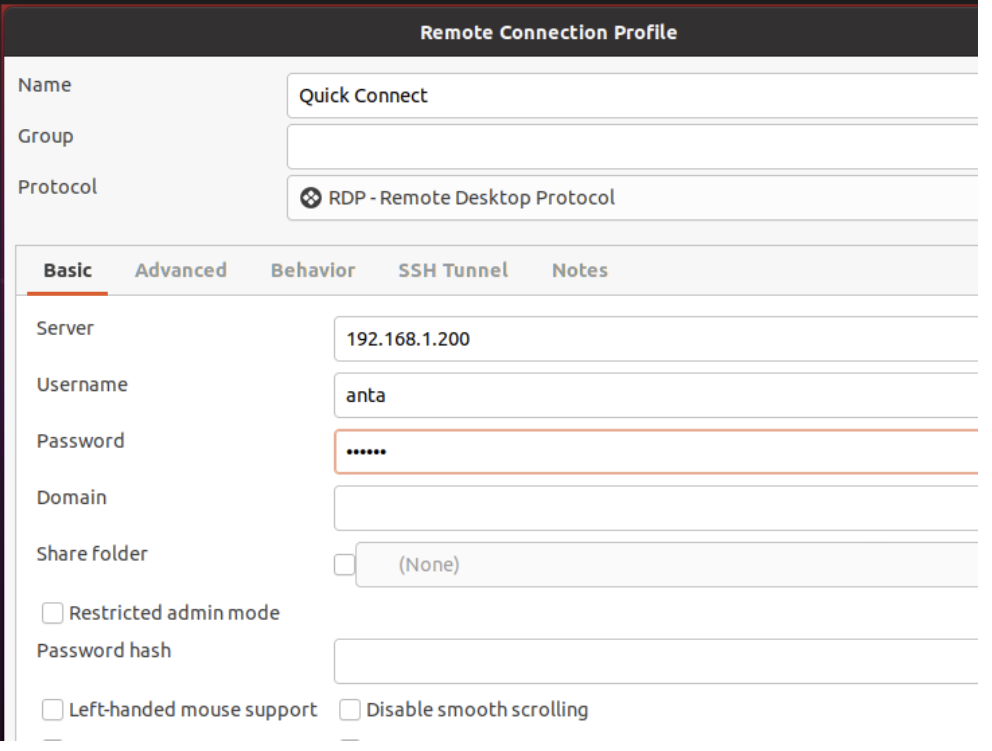 Remote Connection Profile
Name
Quick Connect
Group
Protocol
RDP - Remote Desktop Protocol
Basic Advanced Behavior SSH Tunnel Notes
Server
192.168.1.200
Username
anta
Password
••••••
Domain
Share folder
(None)
Restricted admin mode
Password hash
Left-handed mouse support Disable smooth scrolling